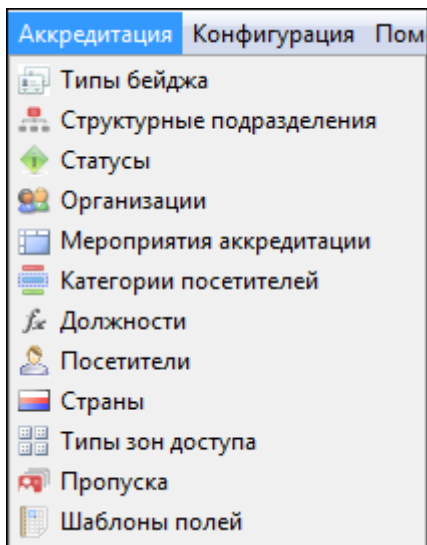 Аккредитация Конфигурация Пом
Типы бейджа
Структурные подразделения
Статусы
Организации
Мероприятия аккредитации
Категории посетителей
Должности
Посетители
Страны
Типы зон доступа
Пропуска
Шаблоны полей